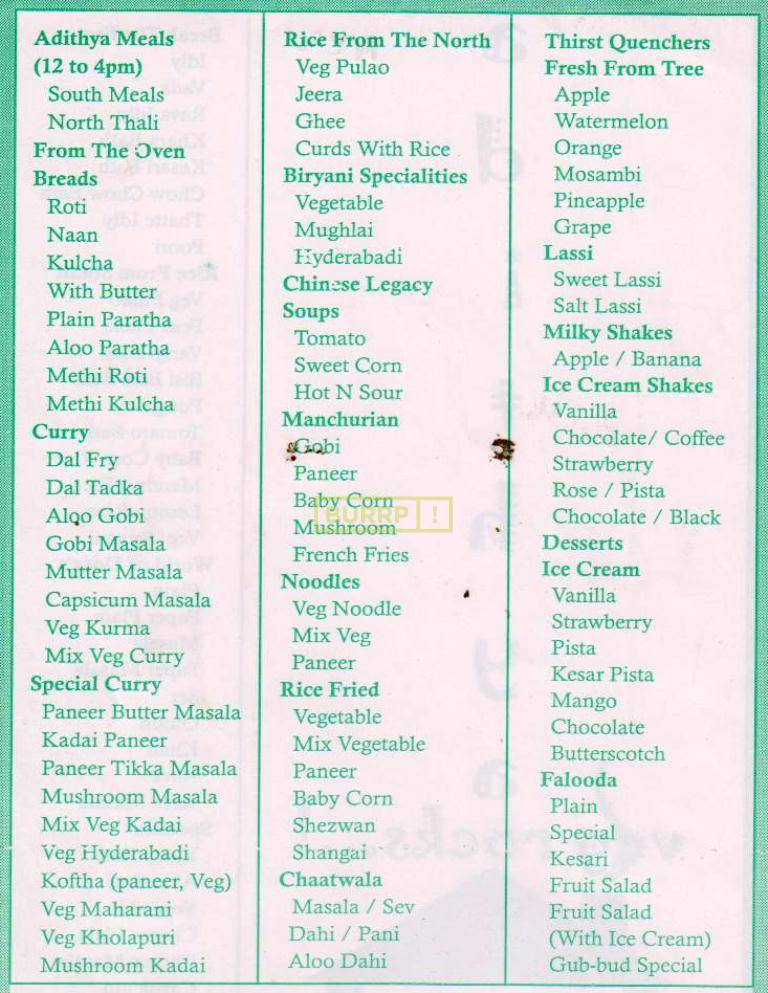 Adithya Meals
(12 to 4pm)
South Meals
North Thali
From The Oven
Breads
Roti
Naan
Kulcha
With Butter
Plain Paratha
Aloo Paratha
Methi Roti
Methi Kulcha
Curry
Dal Fry
Dal Tadka
Aloo Gobi
Gobi Masala
Mutter Masala
Capsicum Masala
Veg Kurma
Mix Veg Curry
Special Curry
Paneer Butter Masala
Kadai Paneer
Paneer Tikka Masala
Mushroom Masala
Mix Veg Kadai
Veg Hyderabadi
Koftha (paneer, Veg)
Veg Maharani
Veg Kholapuri
Mushroom Kadai
Rice From The North
Veg Pulao
Jeera
Ghee
Curds With Rice
Biryani Specialities
Vegetable
Mughlai
Hyderabadi
Chinese Legacy
Soups
Tomato
Sweet Corn
Hot N Sour
Manchurian
Gobi
Paneer
Baby Corn
BURRP!
Mushroom
French Fries
Noodles
Veg Noodle
Mix Veg
Paneer
Rice Fried
Vegetable
Mix Vegetable
Paneer
Baby Corn
Shezwan
Shangai
Chaatwala
Masala / Sev
Dahi / Pani
Aloo Dahi
Thirst Quenchers
Fresh From Tree
Apple
Watermelon
Orange
Mosambi
Pineapple
Grape
Lassi
Sweet Lassi
Salt Lassi
Milky Shakes
Apple / Banana
Ice Cream Shakes
Vanilla
Chocolate/ Coffee
Strawberry
Rose / Pista
Chocolate / Black
Desserts
Ice Cream
Vanilla
Strawberry
Pista
Kesar Pista
Mango
Chocolate
Butterscotch
Falooda
Plain
Special
Kesari
Fruit Salad
Fruit Salad
(With Ice Cream)
Gub-bud Special